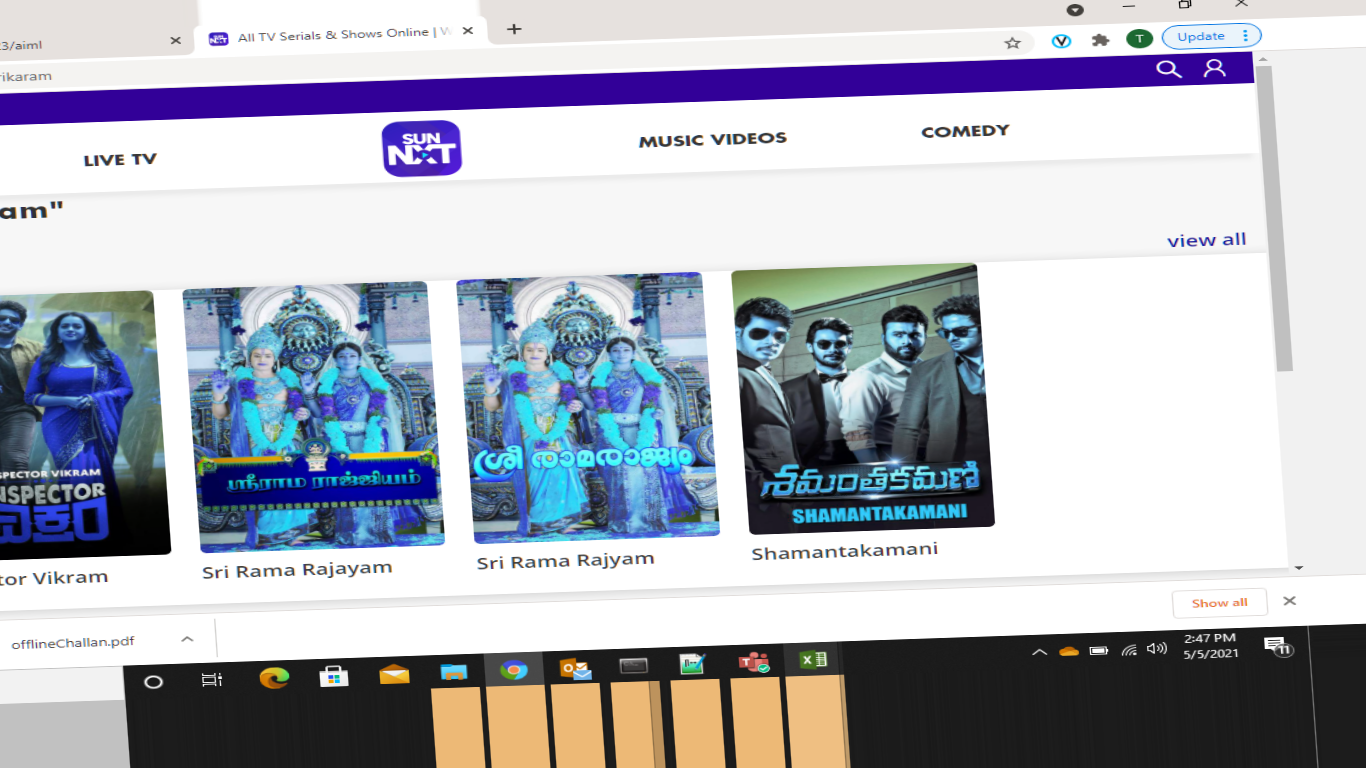 3/aiml
All TV Serials & Shows Online | W
rikaram
T
Update
LIVE TV
SUN
NXT
MUSIC VIDEOS
COMEDY
am"
view all
SPECTOR VIKRAM
NSPECTOR
ವಿಕ್ರಂ
ஸ்ரீராம ராஜ்ஜியம்
ശ്രീ രാമരാജ്യം
శమంతకమణి
SHAMANTAKAMANI
tor Vikram
Sri Rama Rajayam
Sri Rama Rajyam
Shamantakamani
offlineChallan.pdf
Show all
2:47 PM
5/5/2021
11